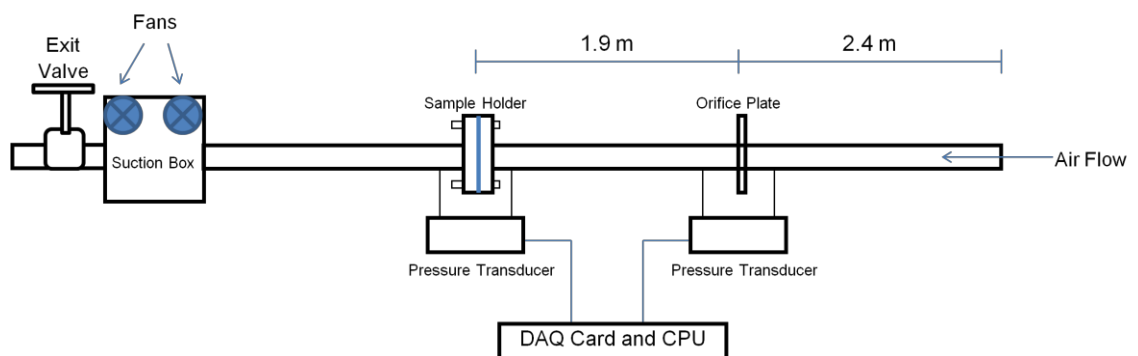 Fans
Exit
Valve
1.9 m
2.4 m
Sample Holder
Orifice Plate
Suction Box
Air Flow
Pressure Transducer
Pressure Transducer
DAQ Card and CPU